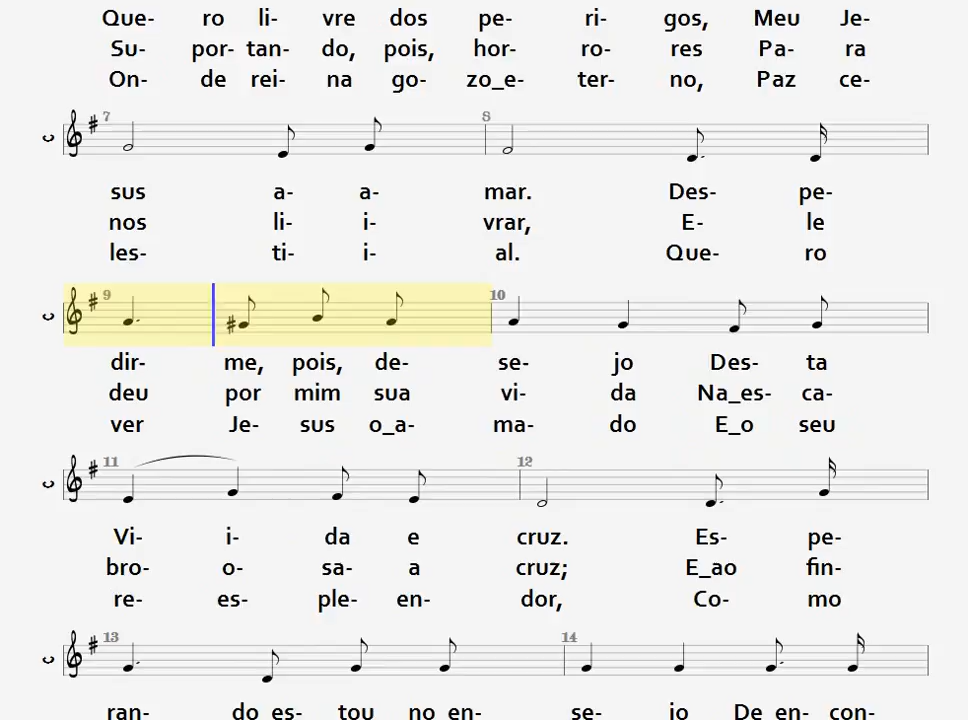 Que- ro li- vre dos pe- ri- gos, Meu Je-
Su- por- tan- do, pois, hor- ro- res Pa- ra
On- de rei- na go- zo_e- ter- no, Paz ce-
7 8
sus a- a- mar. Des- pe-
nos li- i- vrar, E- le
les- ti- i- al. Que- ro
9 10
dir- me, pois, de- se- jo Des- ta
deu por mim sua vi- da Na_es- ca-
ver Je- sus o_a- ma- do E_o seu
11 12
Vi- i- da e cruz. Es- pe-
bro- o- sa- a cruz; E_ao fin-
re- es- ple- en- dor, Co- mo
13 14
ran- do es- tou no en- se- jo De en- con-